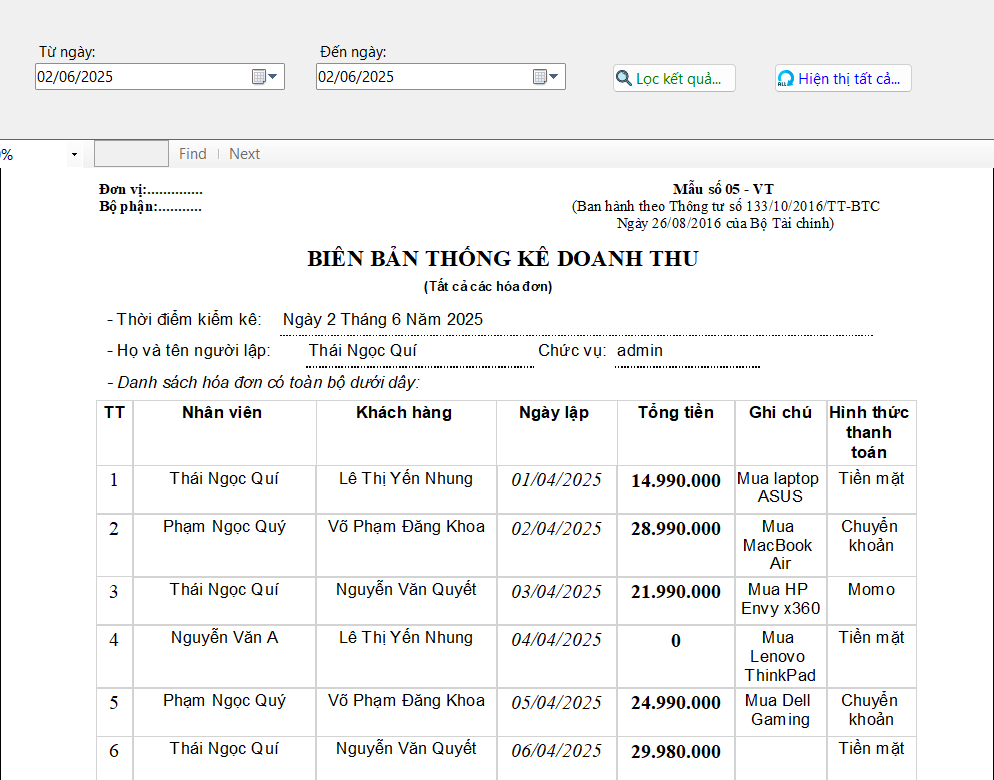 Từ ngày:
Đến ngày:
02/06/2025
02/06/2025
Lọc kết quả...
ALL Hiện thị tất cả...
%
Find | Next
Đơn vị:..............
Mẫu số 05 - VT
Bộ phận:...........
(Ban hành theo Thông tư số 133/10/2016/TT-BTC
Ngày 26/08/2016 của Bộ Tài chính)
BIÊN BẢN THỐNG KÊ DOANH THU
(Tất cả các hóa đơn)
- Thời điểm kiểm kê: Ngày 2 Tháng 6 Năm 2025
- Họ và tên người lập: Thái Ngọc Quí Chức vụ: admin
- Danh sách hóa đơn có toàn bộ dưới dây:
TT Nhân viên Khách hàng Ngày lập Tổng tiền Ghi chú Hình thức
thanh
toán
1 Thái Ngọc Quí Lê Thị Yến Nhung 01/04/2025 14.990.000 Mua laptop Tiền mặt
ASUS
2 Phạm Ngọc Quý Võ Phạm Đăng Khoa 02/04/2025 28.990.000 Mua Chuyển
MacBook khoản
Air
3 Thái Ngọc Quí Nguyễn Văn Quyết 03/04/2025 21.990.000 Mua HP Momo
Envy x360
4 Nguyễn Văn A Lê Thị Yến Nhung 04/04/2025 0 Mua Tiền mặt
Lenovo
ThinkPad
5 Phạm Ngọc Quý Võ Phạm Đăng Khoa 05/04/2025 24.990.000 Mua Dell Chuyển
Gaming khoản
6 Thái Ngọc Quí Nguyễn Văn Quyết 06/04/2025 29.980.000 Tiền mặt